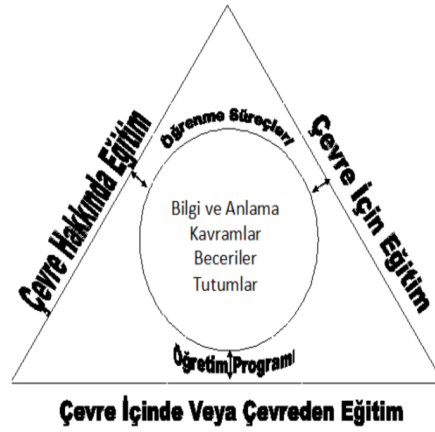 Öğrenme Süreçleri
Çevre Hakkında Eğitim
Çevre İçin Eğitim
Bilgi ve Anlama
Kavramlar
Beceriler
Tutumlar
Öğretim Programı
Çevre İçinde Veya Çevreden Eğitim